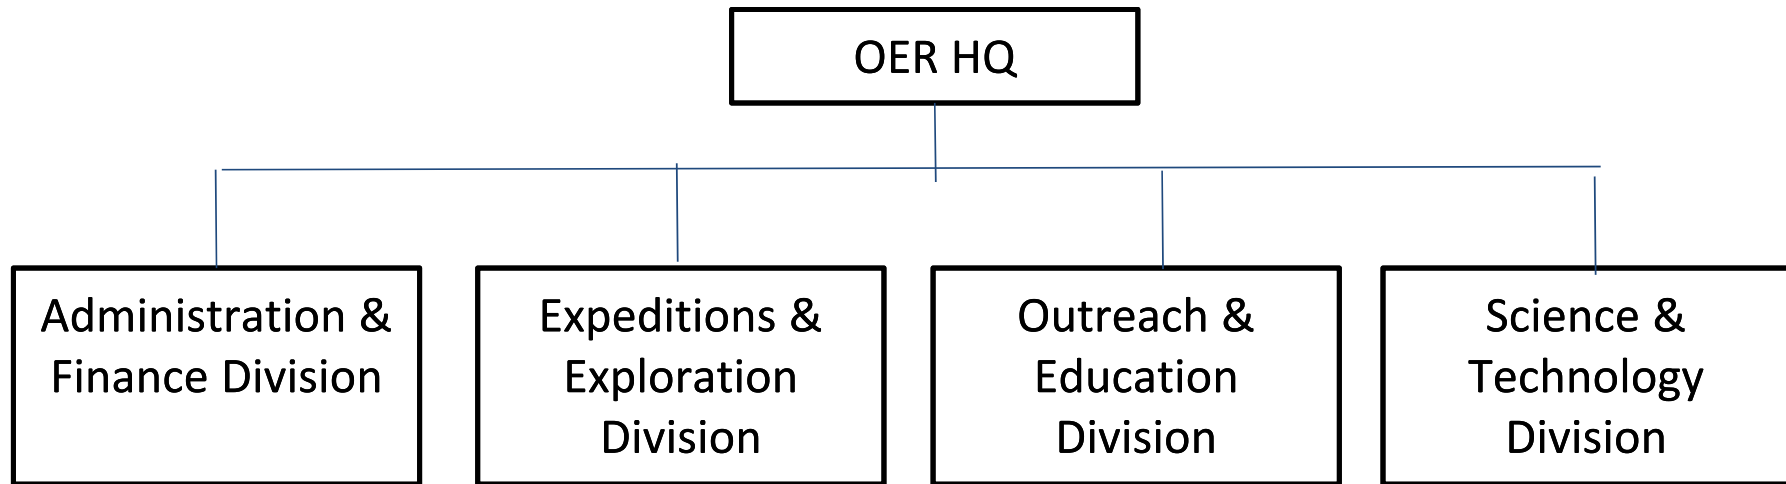 OER HQ
Administration &
Finance Division
Expeditions &
Exploration
Division
Outreach &
Education
Division
Science &
Technology
Division